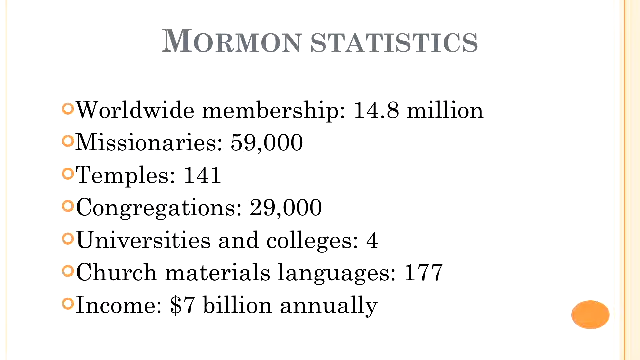 MORMON STATISTICS
Worldwide membership: 14.8 million
Missionaries: 59,000
Temples: 141
Congregations: 29,000
Universities and colleges: 4
Church materials languages: 177
Income: $7 billion annually